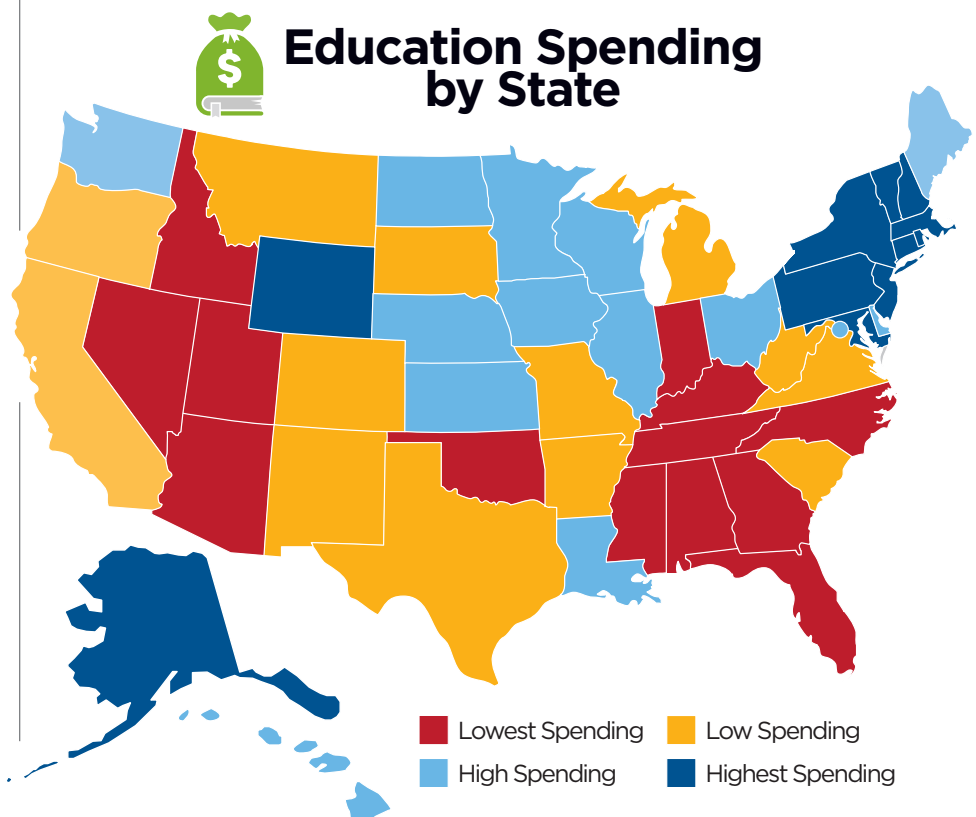 $
Education Spending
by State
Lowest Spending
Low Spending
High Spending
Highest Spending